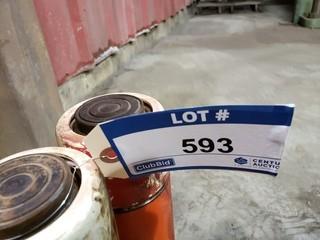 LOT #
593
ClubBid
CENTU
AUCTIO